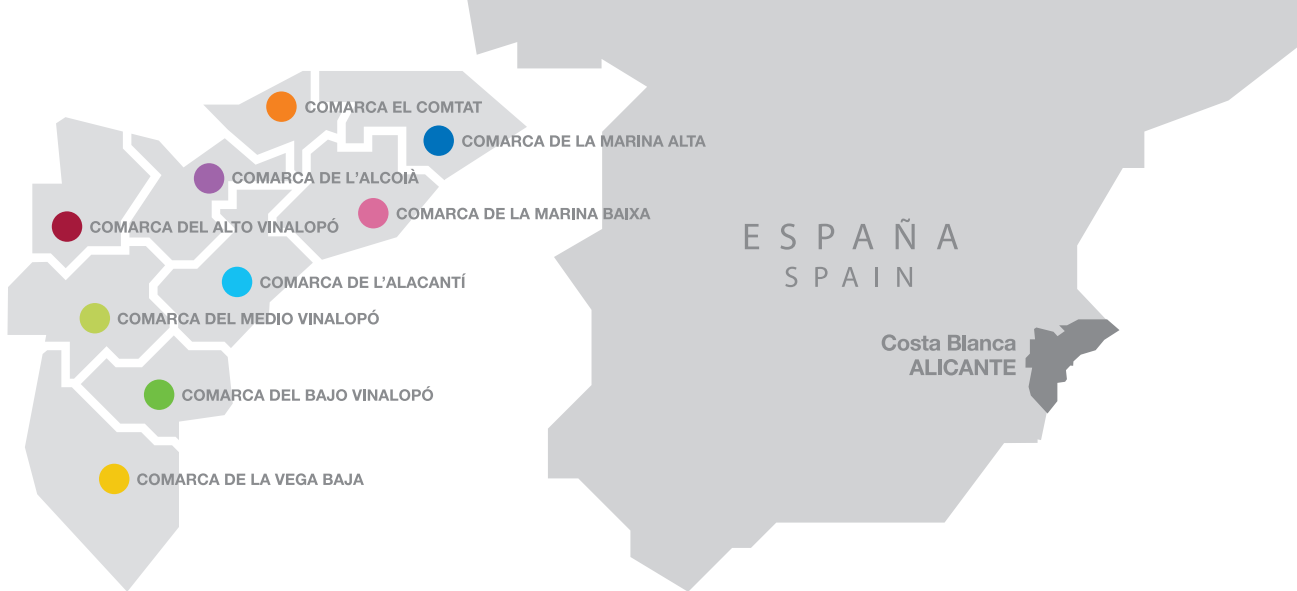 COMARCA EL COMTAT
COMARCA DE LA MARINA ALTA
COMARCA DE L'ALCOIÀ
COMARCA DE LA MARINA BAIXA
COMARCA DEL ALTO VINALOPÓ
COMARCA DE L'ALACANTÍ
COMARCA DEL MEDIO VINALOPÓ
COMARCA DEL BAJO VINALOPÓ
COMARCA DE LA VEGA BAJA
ESPAÑA
SPAIN
Costa Blanca
ALICANTE